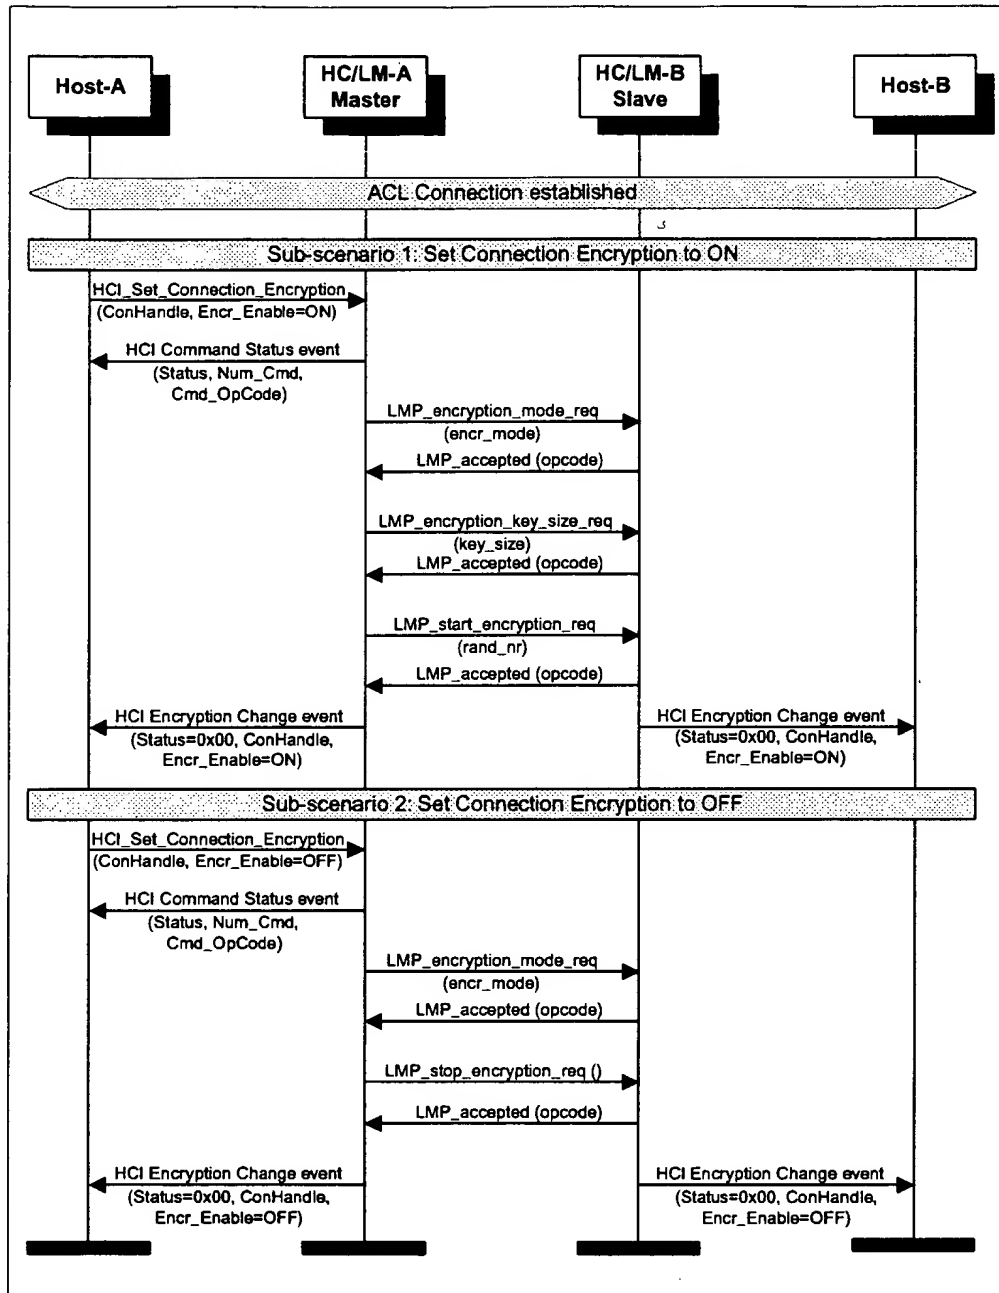 Host-A
HC/LM-A
Master
HC/LM-B
Slave
Host-B
ACL Connection established
Sub-scenario 1: Set Connection Encryption to ON
HCI_Set_Connection_Encryption
(ConHandle, Encr_Enable=ON)
HCI Command Status event
(Status, Num_Cmd,
Cmd_OpCode)
LMP_encryption_mode_req
(encr_mode)
LMP_accepted (opcode)
LMP_encryption_key_size_req
(key_size)
LMP_accepted (opcode)
LMP_start_encryption_req
(rand_nr)
LMP_accepted (opcode)
HCI Encryption Change event
(Status=0x00, ConHandle,
Encr_Enable=ON)
HCI Encryption Change event
(Status=0x00, ConHandle,
Encr_Enable=ON)
Sub-scenario 2: Set Connection Encryption to OFF
HCI_Set_Connection_Encryption
(ConHandle, Encr_Enable=OFF)
HCI Command Status event
(Status, Num_Cmd,
Cmd_OpCode)
LMP_encryption_mode_req
(encr_mode)
LMP_accepted (opcode)
LMP_stop_encryption_req ()
LMP_accepted (opcode)
HCI Encryption Change event
(Status=0x00, ConHandle,
Encr_Enable=OFF)
HCI Encryption Change event
(Status=0x00, ConHandle,
Encr_Enable=OFF)